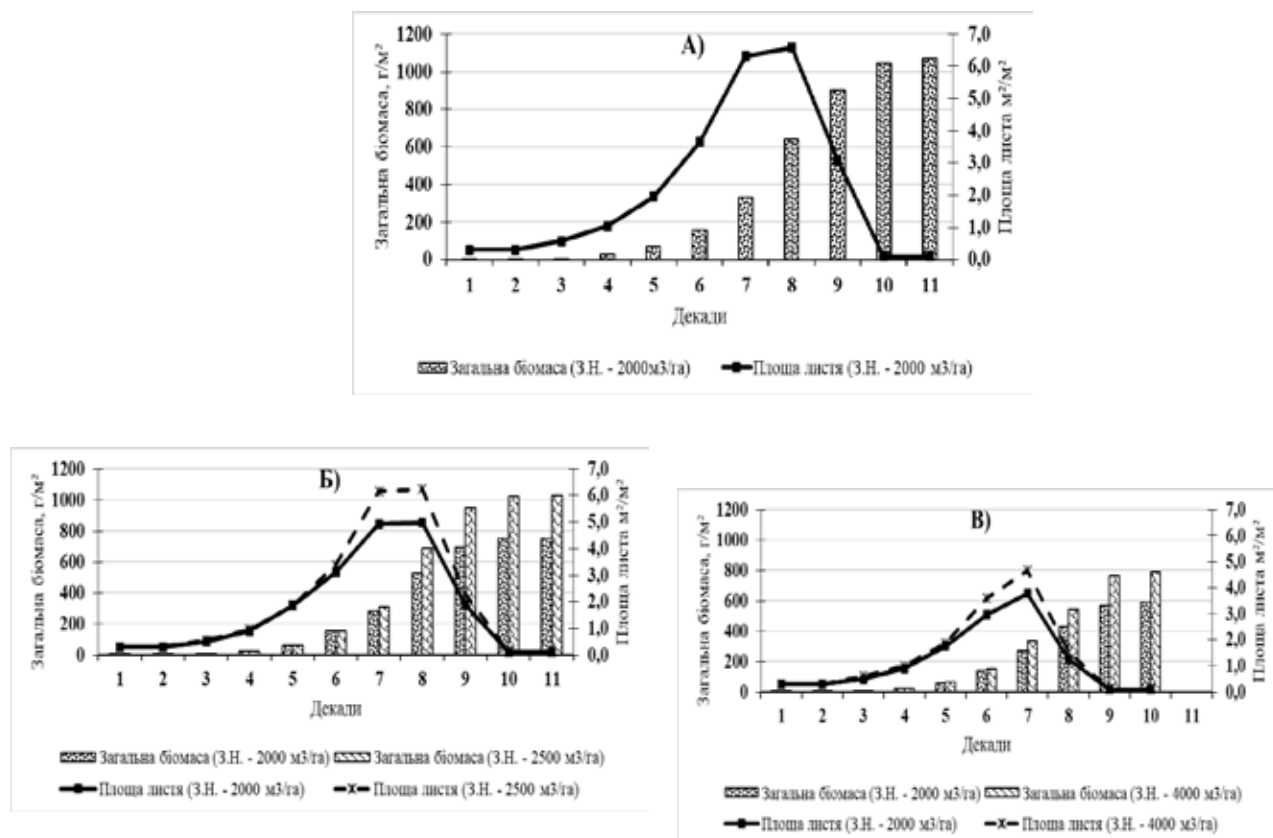 А)
Загальна біомаса, г/м²
1200
1000
800
600
400
200
0
7,0
6,0
5,0
4,0
3,0
2,0
1,0
0,0
Площа листа м²/м²
1 2 3 4 5 6 7 8 9 10 11
Декади
Загальна біомаса (З.Н. - 2000м3/га) Площа листя (З.Н. - 2000 м3/га)
Б)
Загальна біомаса, г/м²
1200
1000
800
600
400
200
0
7,0
6,0
5,0
4,0
3,0
2,0
1,0
0,0
Площа листа м²/м²
1 2 3 4 5 6 7 8 9 10 11
Декади
Загальна біомаса (З.Н. - 2000 м3/га) Загальна біомаса (З.Н. - 2500 м3/га)
Площа листя (З.Н. - 2000 м3/га) Площа листя (З.Н. - 2500 м3/га)
В)
Загальна біомаса, г/м²
1200
1000
800
600
400
200
0
7,0
6,0
5,0
4,0
3,0
2,0
1,0
0,0
Площа листа м²/м²
1 2 3 4 5 6 7 8 9 10 11
Декади
Загальна біомаса (З.Н. - 2000 м3/га) Загальна біомаса (З.Н. - 4000 м3/га)
Площа листя (З.Н. - 2000 м3/га) Площа листя (З.Н. - 4000 м3/га)